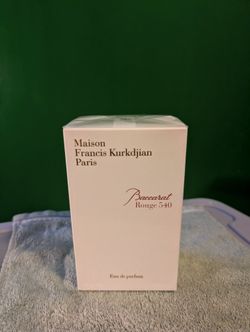 Maison
Francis Kurkdjian
Paris
Baccarat
Rouge 540
Eau de parfum